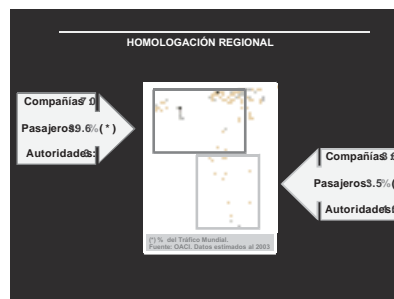 HOMOLOGACIÓN REGIONAL
Compañías
Pasajeros 39.6% (*)
Autoridades:
Compañías
Pasajeros 3.5%
Autoridades
(*) % del Tráfico Mundial.
Fuente: OACI. Datos estimados al 2003